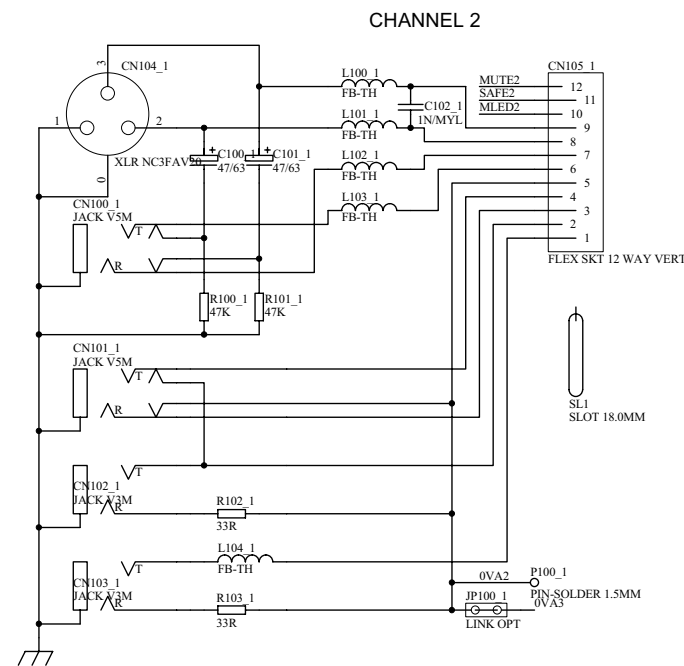 CHANNEL 2
CN104_1
3
1
2
0
XLR NC3FAV20
C100_1
47/63
C101_1
47/63
L100_1
FB-TH
L101_1
FB-TH
L102_1
FB-TH
L103_1
FB-TH
C102_1
1N/MYL
CN105_1
MUTE2
SAFE2
MLED2
12
11
10
9
8
7
6
5
4
3
2
1
FLEX SKT 12 WAY VERT
CN100_1
JACK V5M
T
R
R100_1
47K
R101_1
47K
CN101_1
JACK V5M
T
R
SL1
SLOT 18.0MM
T
CN102_1
JACK V3M
R
R102_1
33R
L104_1
FB-TH
T
CN103_1
JACK V3M
R
R103_1
33R
0VA2
P100_1
PIN-SOLDER 1.5MM
JP100_1
0VA3
LINK OPT